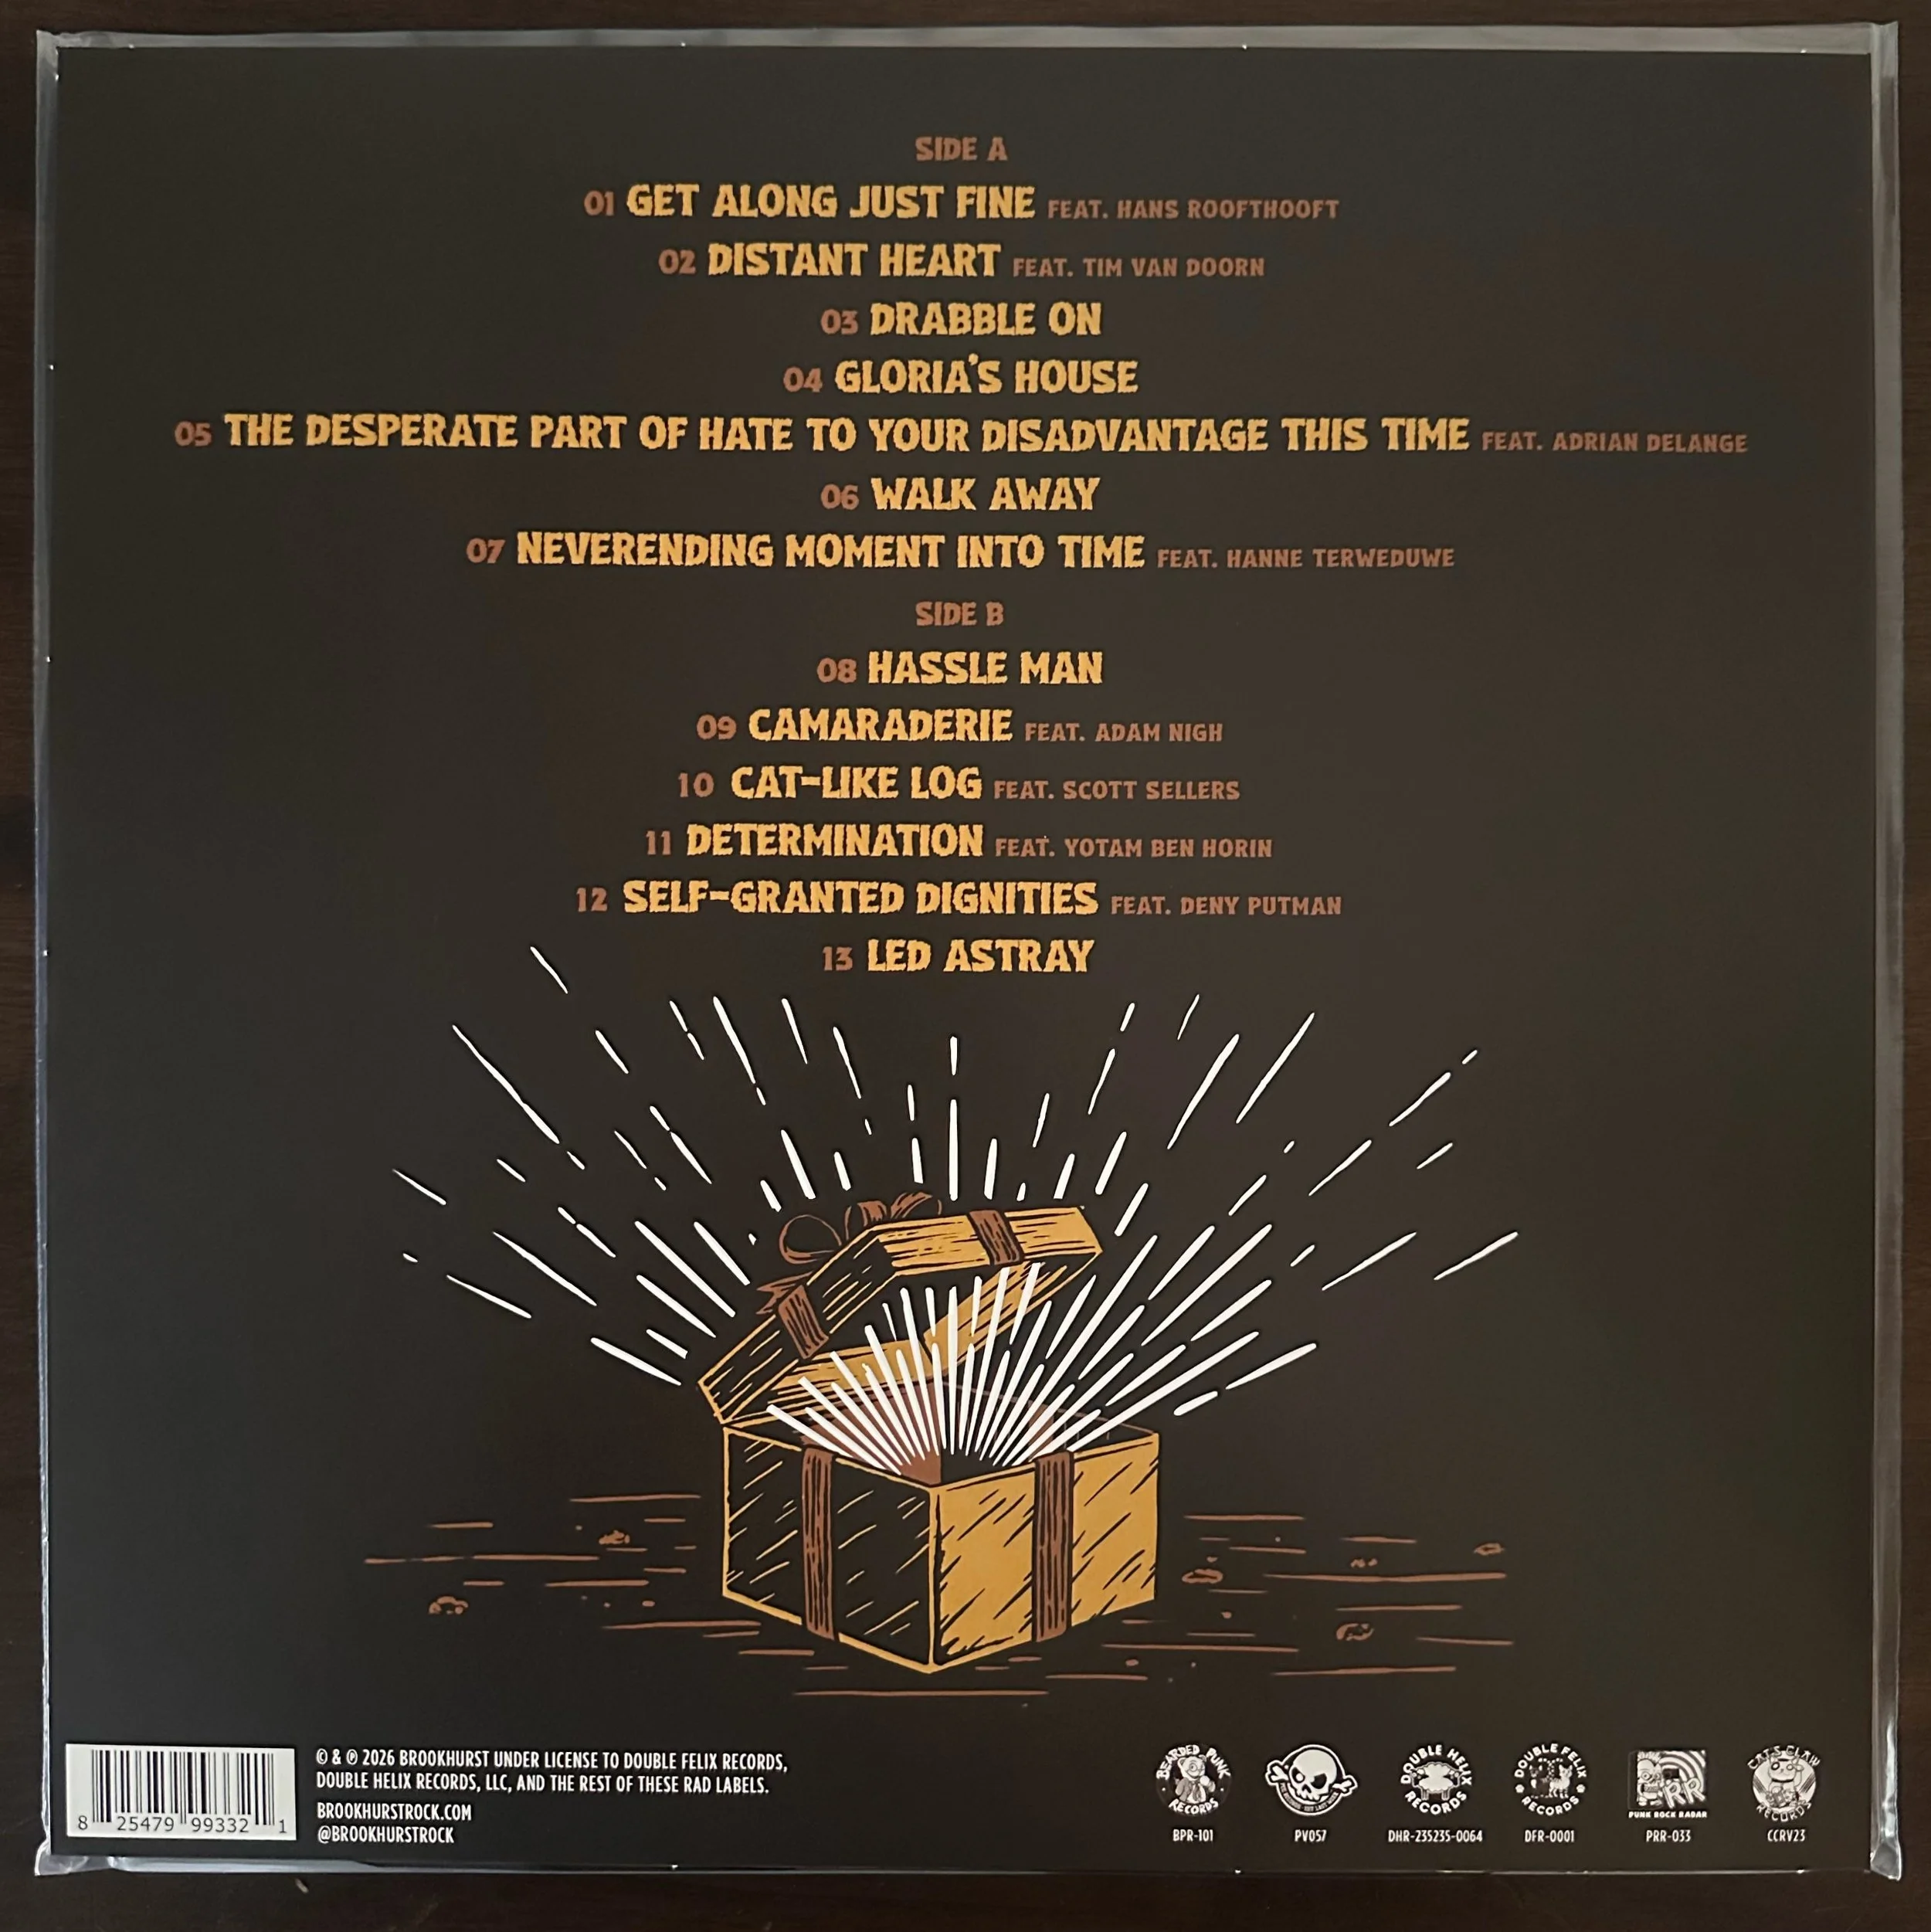 SIDE A
01 GET ALONG JUST FINE FEAT. HANS ROOFTHOOFT
02 DISTANT HEART FEAT. TIM VAN DOORN
03 DRABBLE ON
04 GLORIA'S HOUSE
05 THE DESPERATE PART OF HATE TO YOUR DISADVANTAGE THIS TIME FEAT. ADRIAN DELANGE
06 WALK AWAY
07 NEVERENDING MOMENT INTO TIME FEAT. HANNE TERWEDUWE
SIDE B
08 HASSLE MAN
09 CAMARADERIE FEAT. ADAM NIGH
10 CAT-LIKE LOG FEAT. SCOTT SELLERS
11 DETERMINATION FEAT. YOTAM BEN HORIN
12 SELF-GRANTED DIGNITIES FEAT. DENY PUTMAN
13 LED ASTRAY
8 25479 99332 1
© & ℗ 2026 BROOKHURST UNDER LICENSE TO DOUBLE FELIX RECORDS,
DOUBLE HELIX RECORDS, LLC, AND THE REST OF THESE RAD LABELS.
BROOKHURSTROCK.COM
@BROOKHURSTROCK
BEARDED PUNK
RECORDS
BPR-101
PV057
DOUBLE HELIX
RECORDS
DHR-235235-0064
DOUBLE FELIX
RECORDS
DFR-0001
PRR
PUNK ROCK RADAR
PRR-033
CAT'S CLAW
RECORDS
CCRV23